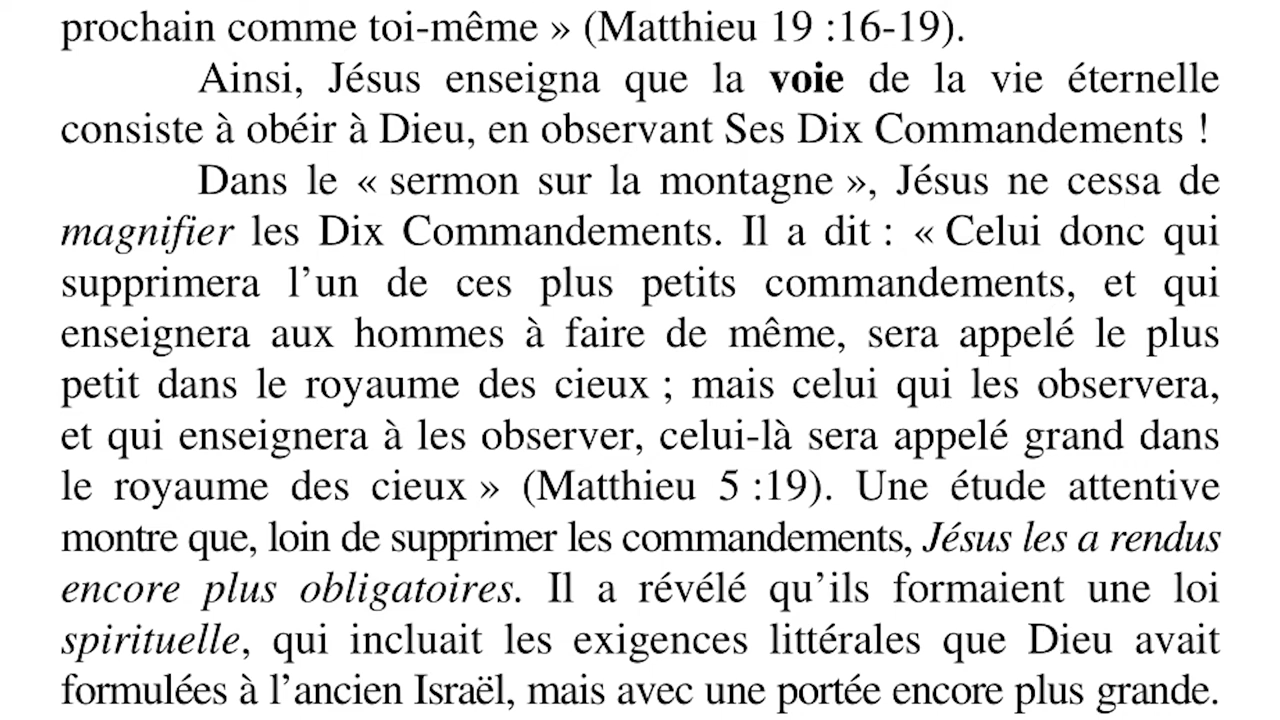 prochain comme toi-même » (Matthieu 19 :16-19).
Ainsi, Jésus enseigna que la voie de la vie éternelle
consiste à obéir à Dieu, en observant Ses Dix Commandements !
Dans le « sermon sur la montagne », Jésus ne cessa de
magnifier les Dix Commandements. Il a dit : « Celui donc qui
supprimera l’un de ces plus petits commandements, et qui
enseignera aux hommes à faire de même, sera appelé le plus
petit dans le royaume des cieux ; mais celui qui les observera,
et qui enseignera à les observer, celui-là sera appelé grand dans
le royaume des cieux » (Matthieu 5 :19). Une étude attentive
montre que, loin de supprimer les commandements, Jésus les a rendus
encore plus obligatoires. Il a révélé qu’ils formaient une loi
spirituelle, qui incluait les exigences littérales que Dieu avait
formulées à l’ancien Israël, mais avec une portée encore plus grande.